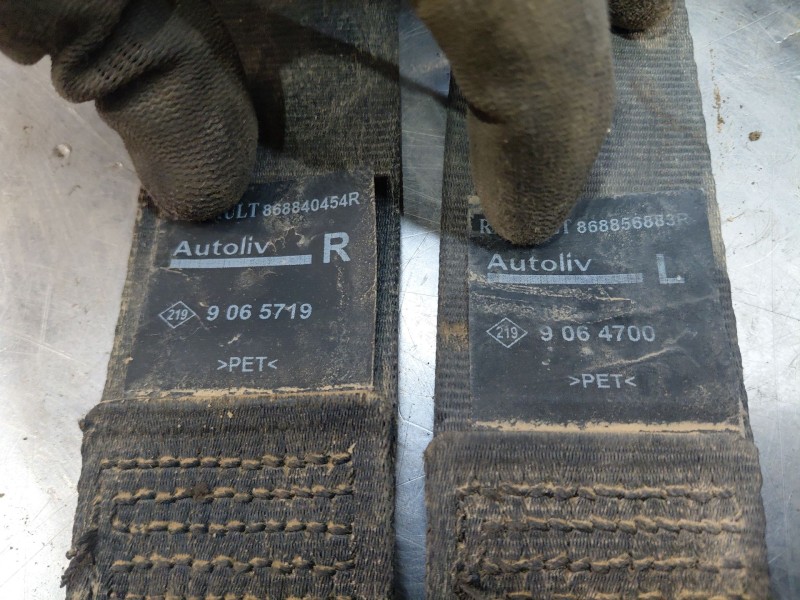 868840454R
Autoliv R
219 9 06 5719
>PET<
868856883R
Autoliv L
219 9 06 4700
>PET<